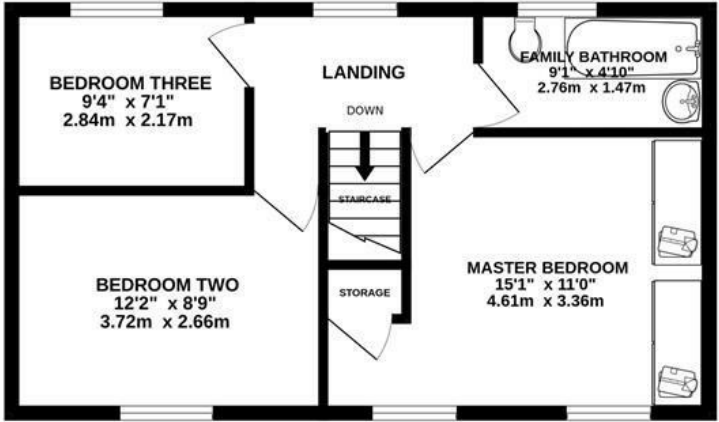 BEDROOM THREE
9'4" x 7'1"
2.84m x 2.17m
LANDING
DOWN
FAMILY BATHROOM
9'1" x 4'10"
2.76m x 1.47m
STAIRCASE
BEDROOM TWO
12'2" x 8'9"
3.72m x 2.66m
STORAGE
MASTER BEDROOM
15'1" x 11'0"
4.61m x 3.36m